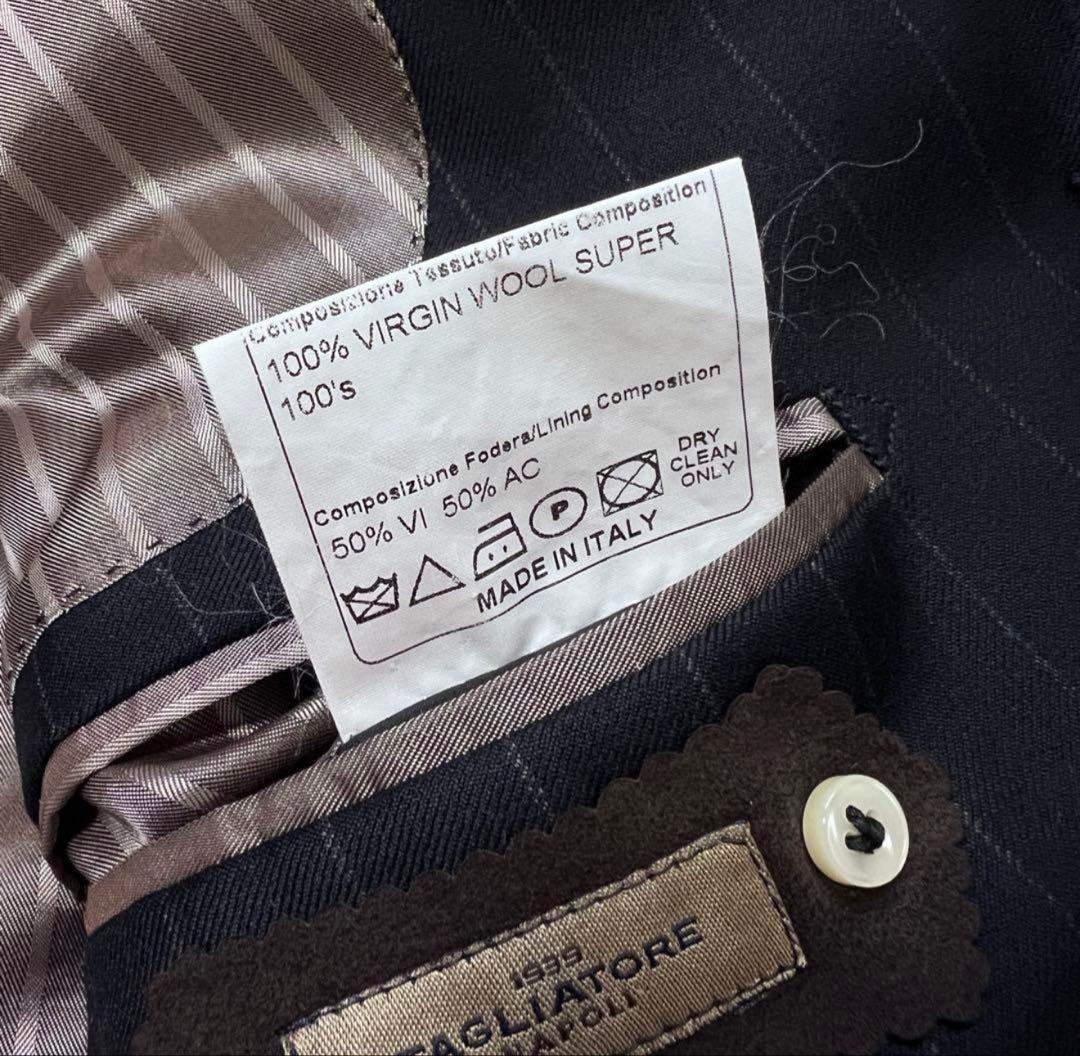 Composizione Tessuto/Fabric Composition
100% VIRGIN WOOL SUPER
100's
Composizione Fodera/Lining Composition
50% VI 50% AC
P
DRY
CLEAN
ONLY
MADE IN ITALY
1939
TAGLIATORE
NAPOLI